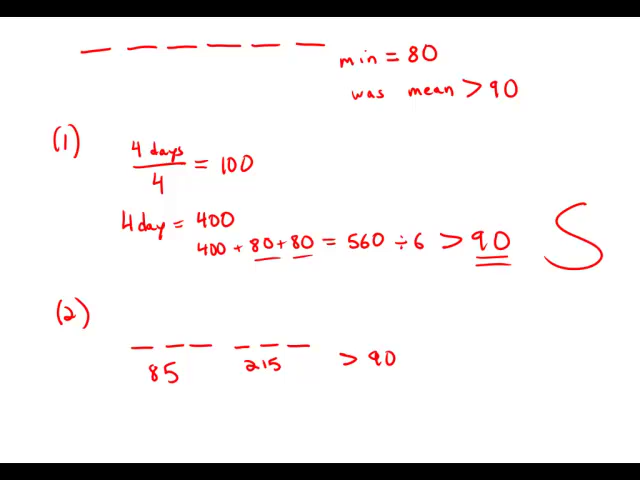 — — — — — —
min = 80
was mean > 90
(1)
4 days
4
= 100
4 day = 400
400 + 80 + 80 = 560 ÷ 6 > 90
S
(2)
— — — — — —
85 215 > 90